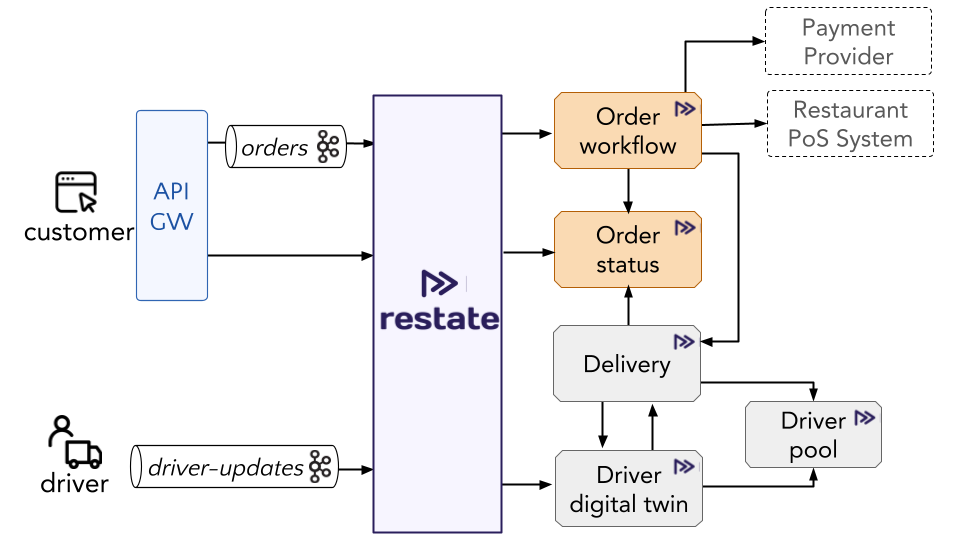 Payment
Provider
Restaurant
PoS System
Order
workflow
orders
API
GW
customer
Order
status
restate
Delivery
Driver
pool
driver-updates
driver
Driver
digital twin